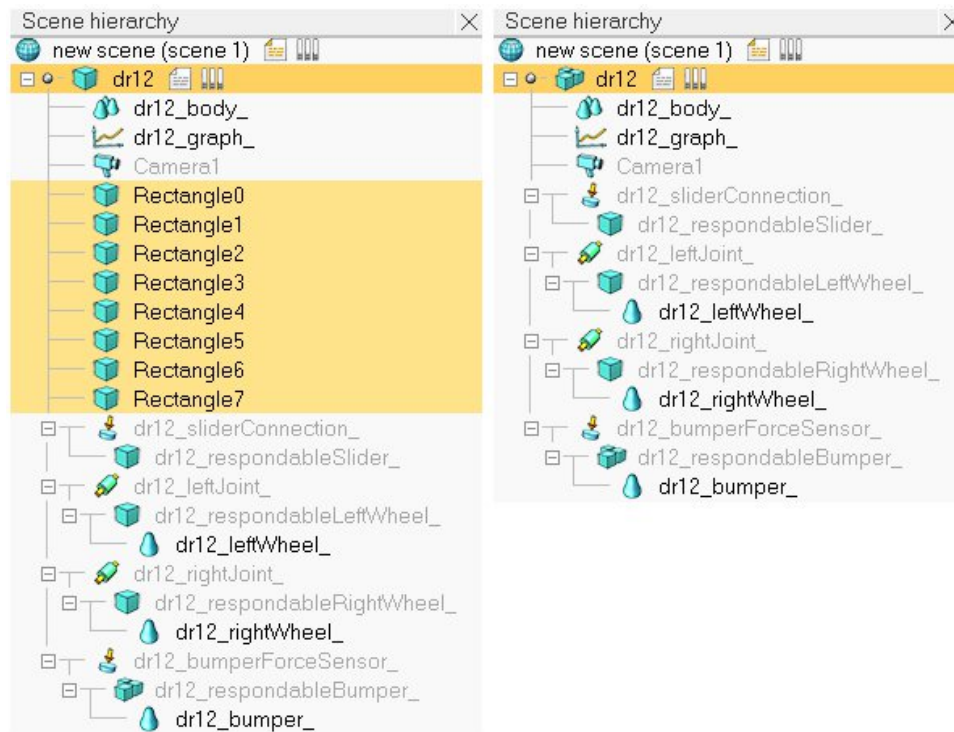 Scene hierarchy
new scene (scene 1)
dr12
dr12_body_
dr12_graph_
Camera1
Rectangle0
Rectangle1
Rectangle2
Rectangle3
Rectangle4
Rectangle5
Rectangle6
Rectangle7
dr12_sliderConnection_
dr12_respondableSlider_
dr12_leftJoint_
dr12_respondableLeftWheel_
dr12_leftWheel_
dr12_rightJoint_
dr12_respondableRightWheel_
dr12_rightWheel_
dr12_bumperForceSensor_
dr12_respondableBumper_
dr12_bumper_
Scene hierarchy
new scene (scene 1)
dr12
dr12_body_
dr12_graph_
Camera1
dr12_sliderConnection_
dr12_respondableSlider_
dr12_leftJoint_
dr12_respondableLeftWheel_
dr12_leftWheel_
dr12_rightJoint_
dr12_respondableRightWheel_
dr12_rightWheel_
dr12_bumperForceSensor_
dr12_respondableBumper_
dr12_bumper_